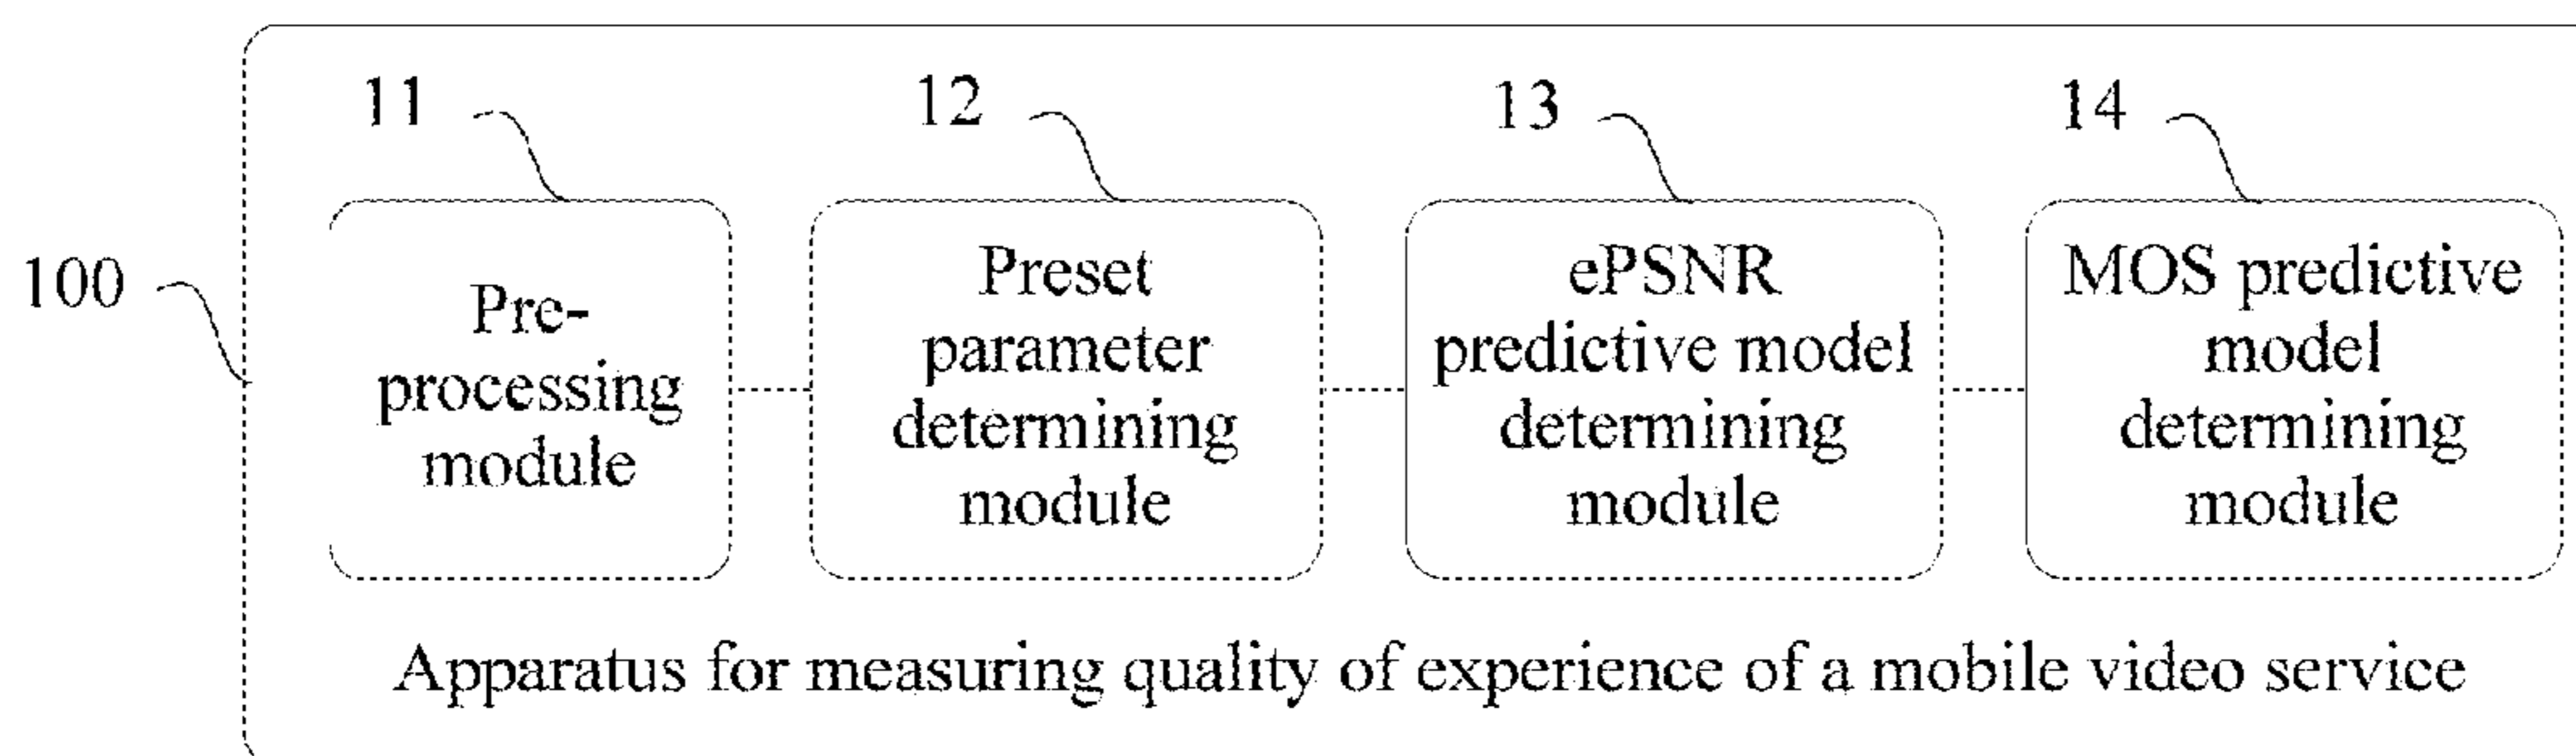 11
12
13
14
100
Pre-
processing
module
Preset
parameter
determining
module
ePSNR
predictive model
determining
module
MOS predictive
model
determining
module
Apparatus for measuring quality of experience of a mobile video service